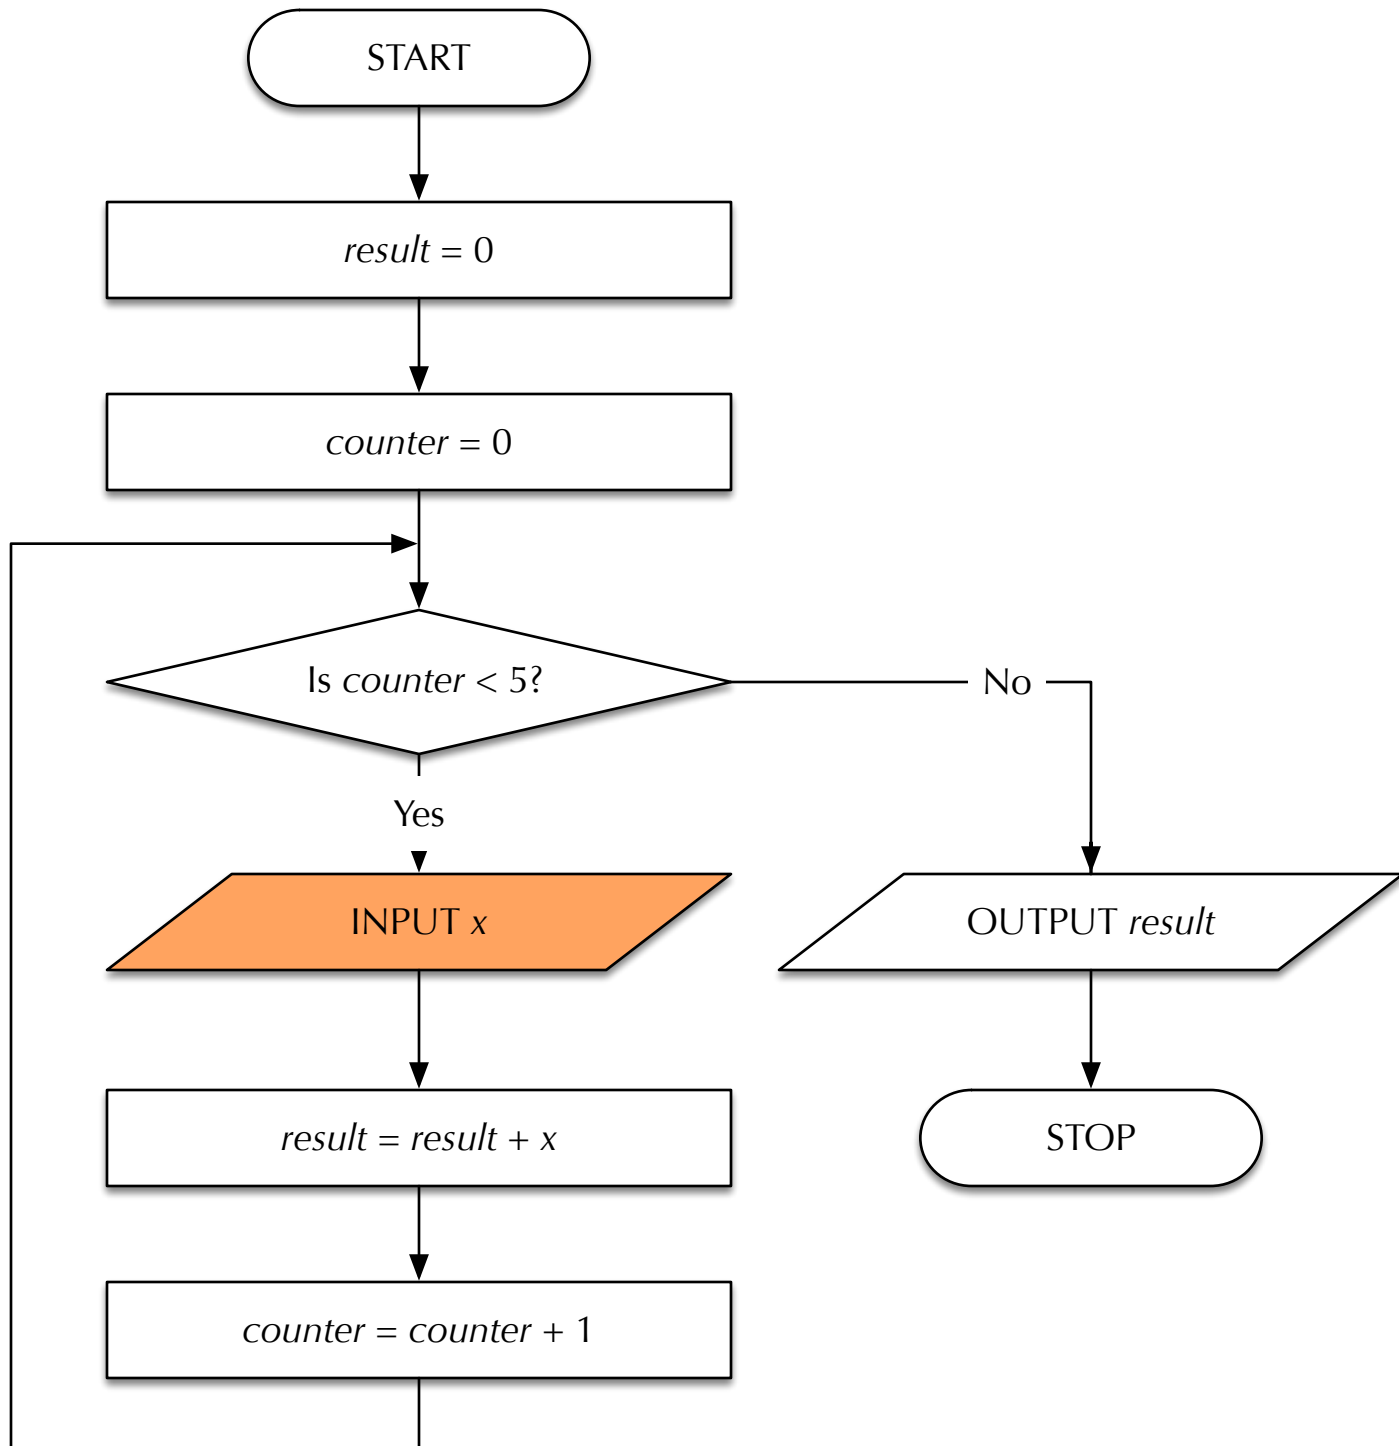 START
result = 0
counter = 0
Is counter < 5?
No
Yes
INPUT x
OUTPUT result
result = result + x
STOP
counter = counter + 1